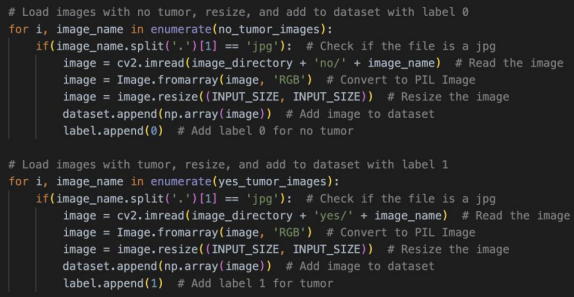 # Load images with no tumor, resize, and add to dataset with label 0
for i, image_name in enumerate(no_tumor_images):
    if(image_name.split('.')[1] == 'jpg'):  # Check if the file is a jpg
        image = cv2.imread(image_directory + 'no/' + image_name)  # Read the image
        image = Image.fromarray(image, 'RGB')  # Convert to PIL Image
        image = image.resize((INPUT_SIZE, INPUT_SIZE))  # Resize the image
        dataset.append(np.array(image))  # Add image to dataset
        label.append(0)  # Add label 0 for no tumor

# Load images with tumor, resize, and add to dataset with label 1
for i, image_name in enumerate(yes_tumor_images):
    if(image_name.split('.')[1] == 'jpg'):  # Check if the file is a jpg
        image = cv2.imread(image_directory + 'yes/' + image_name)  # Read the image
        image = Image.fromarray(image, 'RGB')  # Convert to PIL Image
        image = image.resize((INPUT_SIZE, INPUT_SIZE))  # Resize the image
        dataset.append(np.array(image))  # Add image to dataset
        label.append(1)  # Add label 1 for tumor